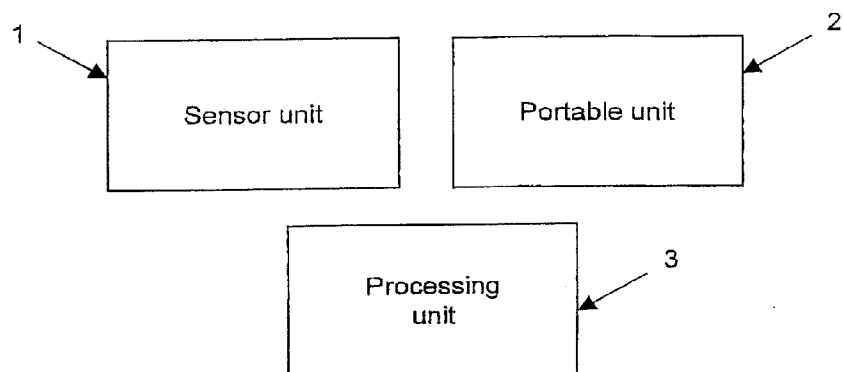 1
2
Sensor unit
Portable unit
3
Processing
unit